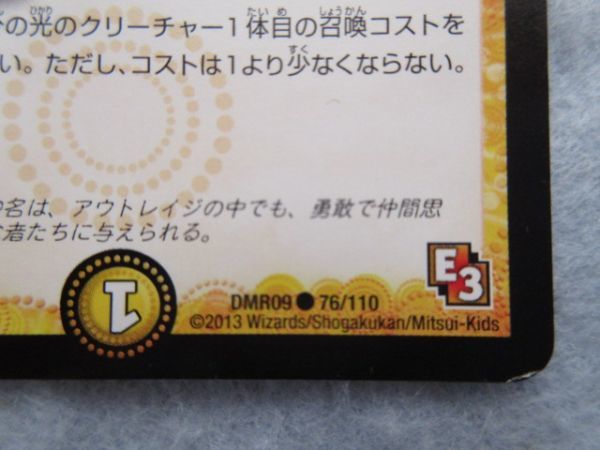 の光のクリーチャー1体目の召喚コストを
い。ただし、コストは1より少なくならない。
名は、アウトレイジの中でも、勇敢で仲間思
者たちに与えられる。
1
E3
DMR09 ● 76/110
©2013 Wizards/Shogakukan/Mitsui-Kids